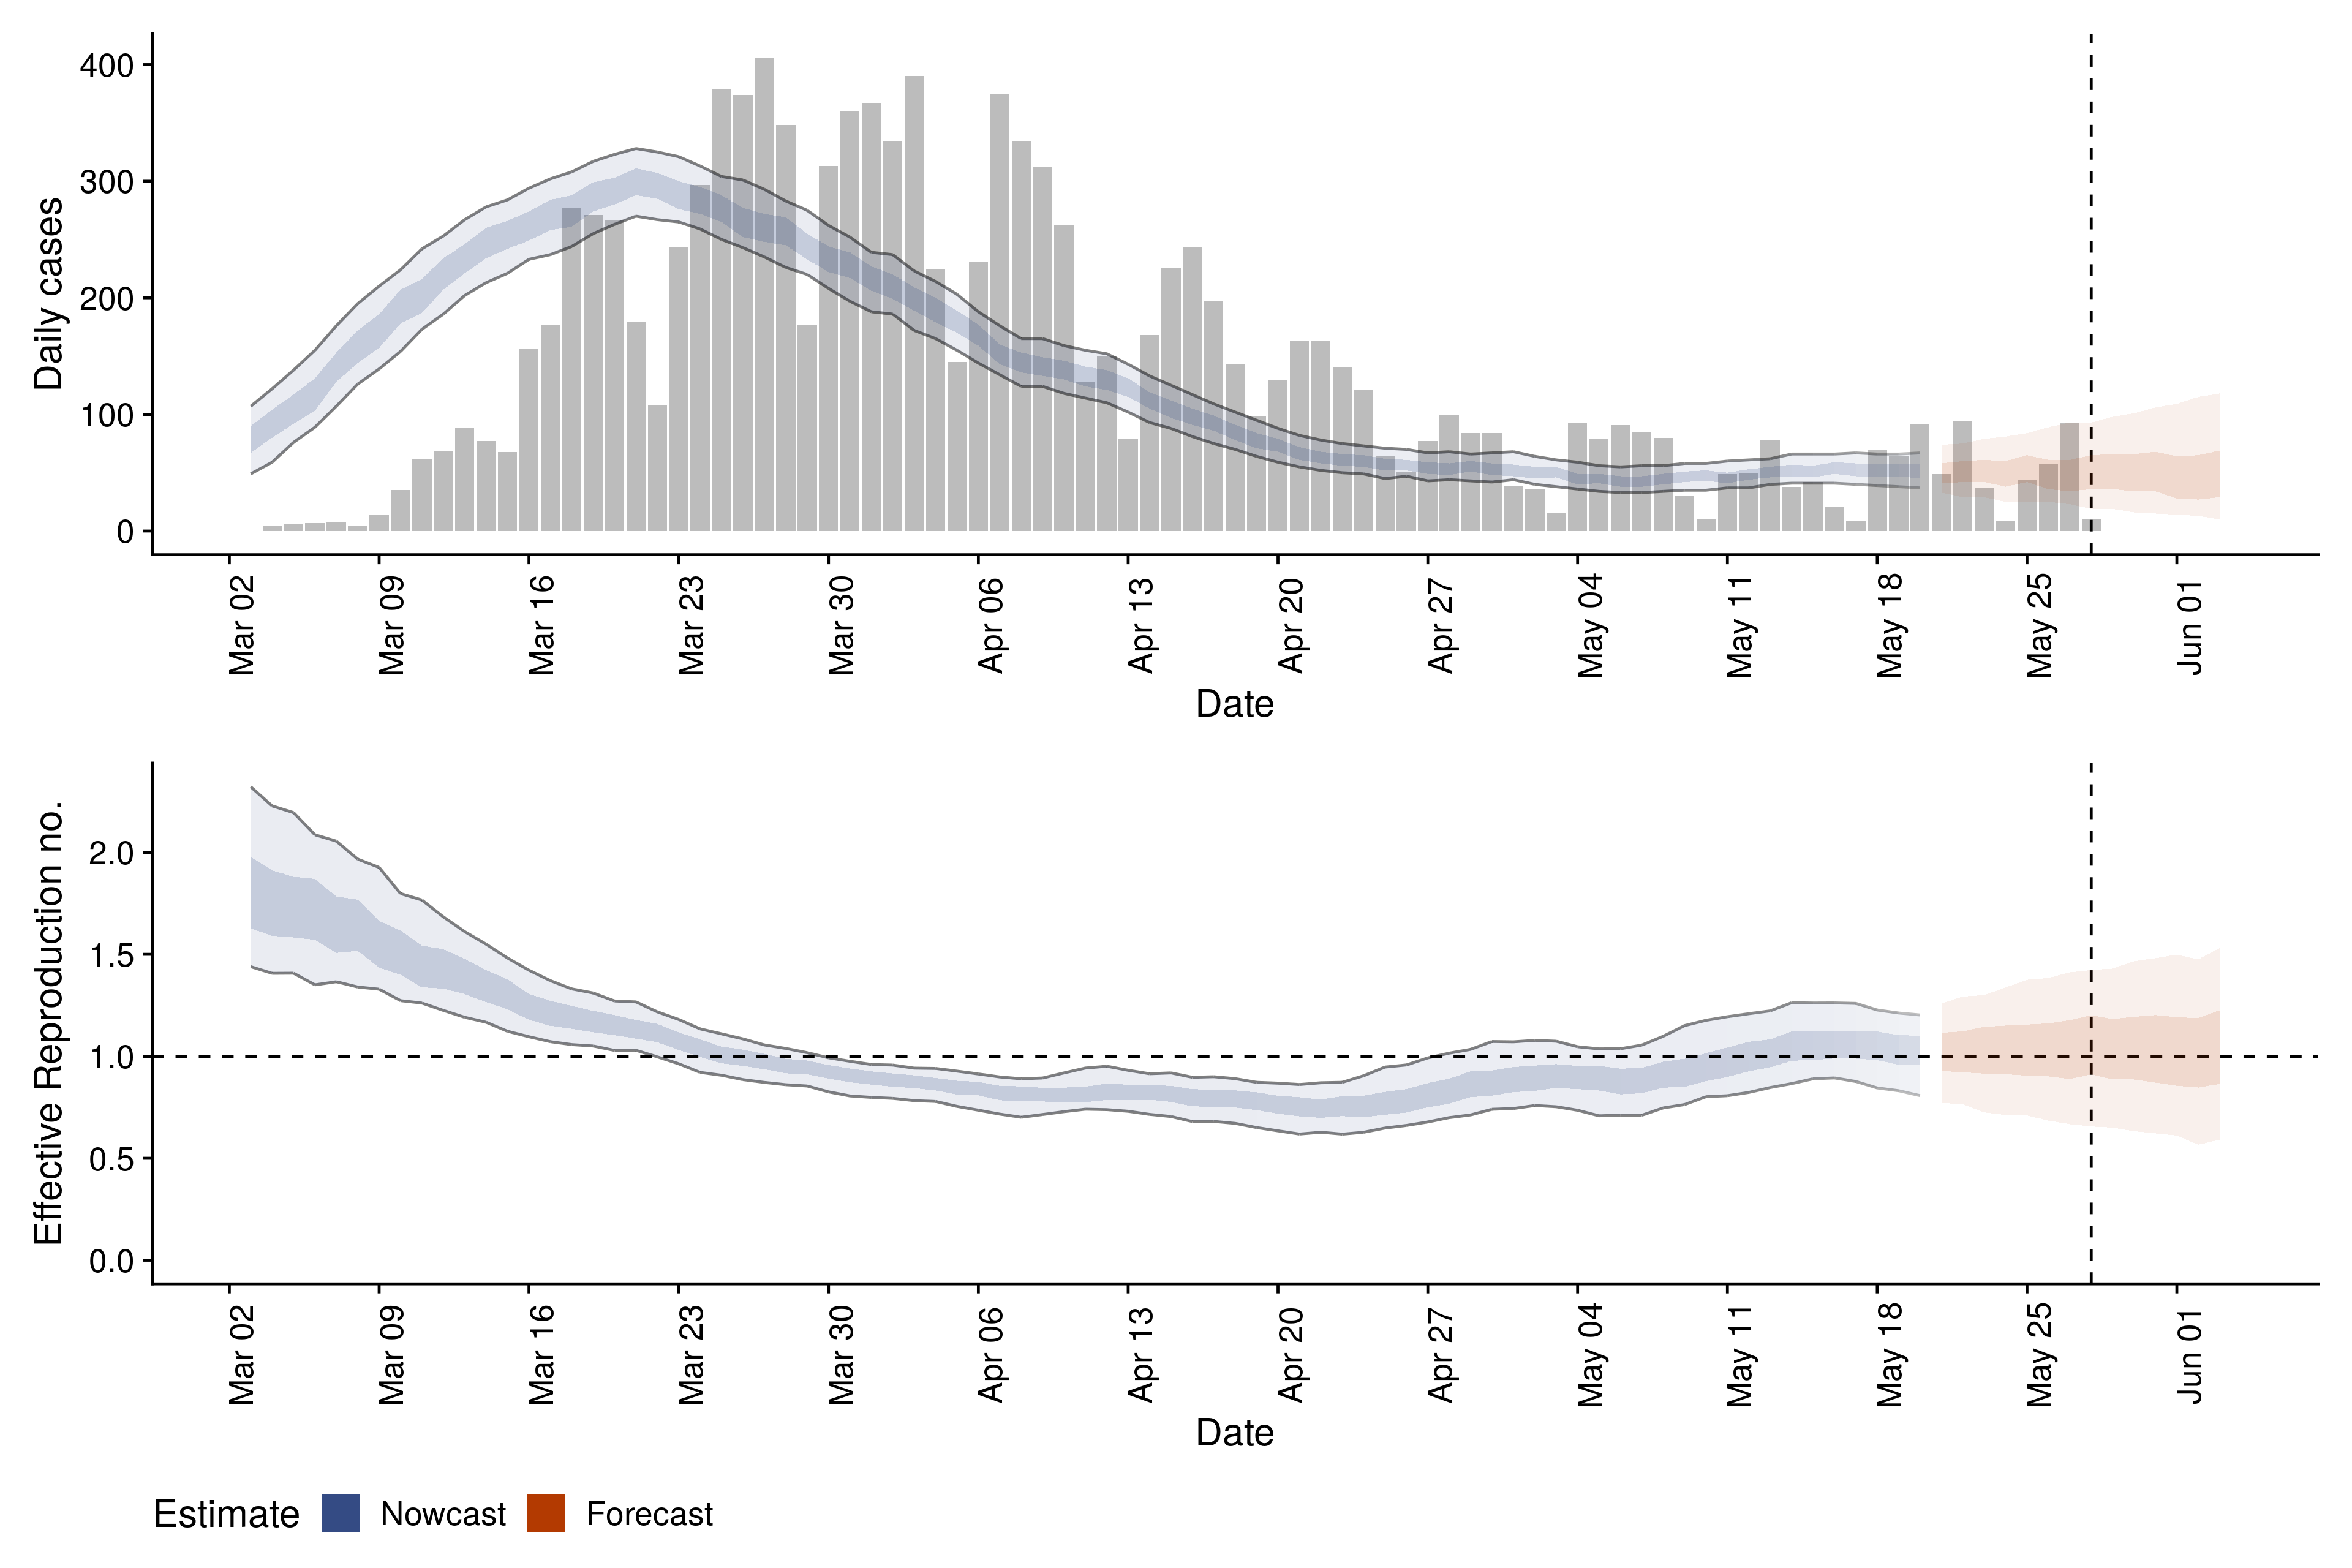 Daily cases
400
300
200
100
0
Mar 02
Mar 09
Mar 16
Mar 23
Mar 30
Apr 06
Apr 13
Apr 20
Apr 27
May 04
May 11
May 18
May 25
Jun 01
Date
Effective Reproduction no.
2.0
1.5
1.0
0.5
0.0
Mar 02
Mar 09
Mar 16
Mar 23
Mar 30
Apr 06
Apr 13
Apr 20
Apr 27
May 04
May 11
May 18
May 25
Jun 01
Date
Estimate Nowcast Forecast